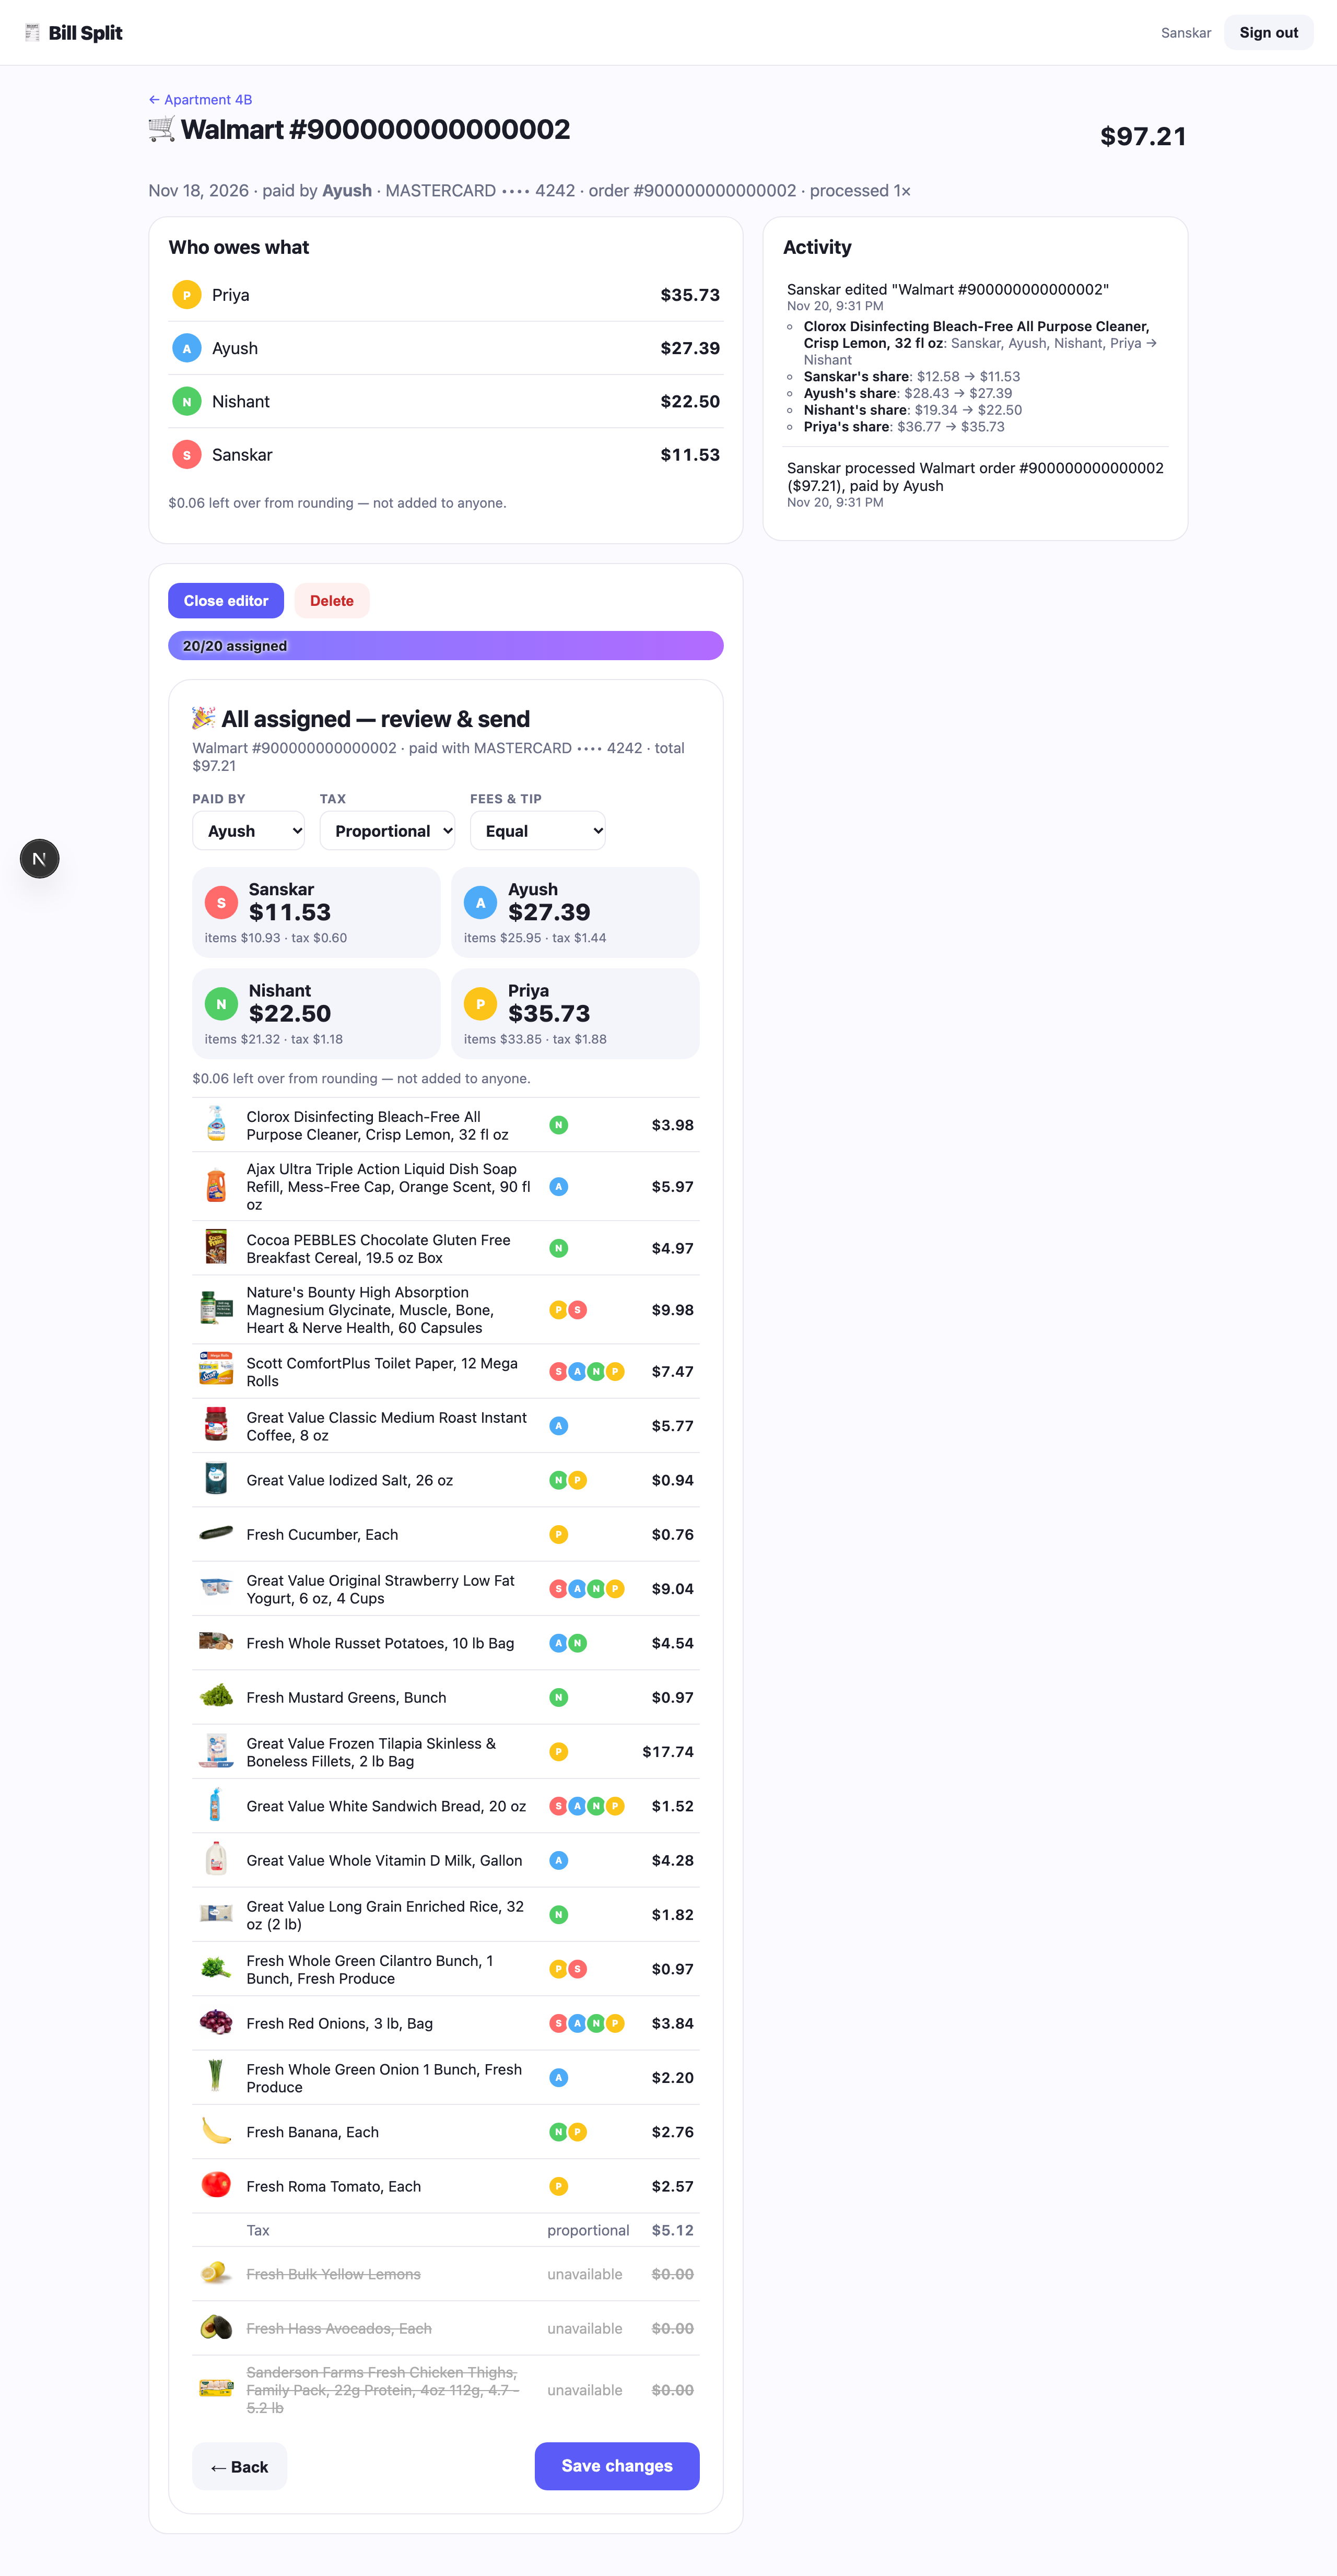 Bill Split
Sanskar
Sign out
← Apartment 4B
Walmart #900000000000002
$97.21
Nov 18, 2026 · paid by Ayush · MASTERCARD •••• 4242 · order #900000000000002 · processed 1×
Who owes what
P
Priya
$35.73
A
Ayush
$27.39
N
Nishant
$22.50
S
Sanskar
$11.53
$0.06 left over from rounding — not added to anyone.
Activity
Sanskar edited "Walmart #900000000000002"
Nov 20, 9:31 PM
Clorox Disinfecting Bleach-Free All Purpose Cleaner,
Crisp Lemon, 32 fl oz: Sanskar, Ayush, Nishant, Priya →
Nishant
Sanskar's share: $12.58 → $11.53
Ayush's share: $28.43 → $27.39
Nishant's share: $19.34 → $22.50
Priya's share: $36.77 → $35.73
Sanskar processed Walmart order #900000000000002
($97.21), paid by Ayush
Nov 20, 9:31 PM
Close editor
Delete
20/20 assigned
All assigned — review & send
Walmart #900000000000002 · paid with MASTERCARD •••• 4242 · total
$97.21
PAID BY
TAX
FEES & TIP
Ayush
Proportional
Equal
S
Sanskar
$11.53
items $10.93 · tax $0.60
A
Ayush
$27.39
items $25.95 · tax $1.44
N
Nishant
$22.50
items $21.32 · tax $1.18
P
Priya
$35.73
items $33.85 · tax $1.88
$0.06 left over from rounding — not added to anyone.
Clorox Disinfecting Bleach-Free All
Purpose Cleaner, Crisp Lemon, 32 fl oz
N
$3.98
Ajax Ultra Triple Action Liquid Dish Soap
Refill, Mess-Free Cap, Orange Scent, 90 fl
oz
A
$5.97
Cocoa PEBBLES Chocolate Gluten Free
Breakfast Cereal, 19.5 oz Box
N
$4.97
Nature's Bounty High Absorption
Magnesium Glycinate, Muscle, Bone,
Heart & Nerve Health, 60 Capsules
P S
$9.98
Scott ComfortPlus Toilet Paper, 12 Mega
Rolls
S A N P
$7.47
Great Value Classic Medium Roast Instant
Coffee, 8 oz
A
$5.77
Great Value Iodized Salt, 26 oz
N P
$0.94
Fresh Cucumber, Each
P
$0.76
Great Value Original Strawberry Low Fat
Yogurt, 6 oz, 4 Cups
S A N P
$9.04
Fresh Whole Russet Potatoes, 10 lb Bag
A N
$4.54
Fresh Mustard Greens, Bunch
N
$0.97
Great Value Frozen Tilapia Skinless &
Boneless Fillets, 2 lb Bag
P
$17.74
Great Value White Sandwich Bread, 20 oz
S A N P
$1.52
Great Value Whole Vitamin D Milk, Gallon
A
$4.28
Great Value Long Grain Enriched Rice, 32
oz (2 lb)
N
$1.82
Fresh Whole Green Cilantro Bunch, 1
Bunch, Fresh Produce
P S
$0.97
Fresh Red Onions, 3 lb, Bag
S A N P
$3.84
Fresh Whole Green Onion 1 Bunch, Fresh
Produce
A
$2.20
Fresh Banana, Each
N P
$2.76
Fresh Roma Tomato, Each
P
$2.57
Tax
proportional
$5.12
Fresh Bulk Yellow Lemons
unavailable
$0.00
Fresh Hass Avocados, Each
unavailable
$0.00
Sanderson Farms Fresh Chicken Thighs,
Family Pack, 22g Protein, 4oz 112g, 4.7 -
5.2 lb
unavailable
$0.00
← Back
Save changes
N